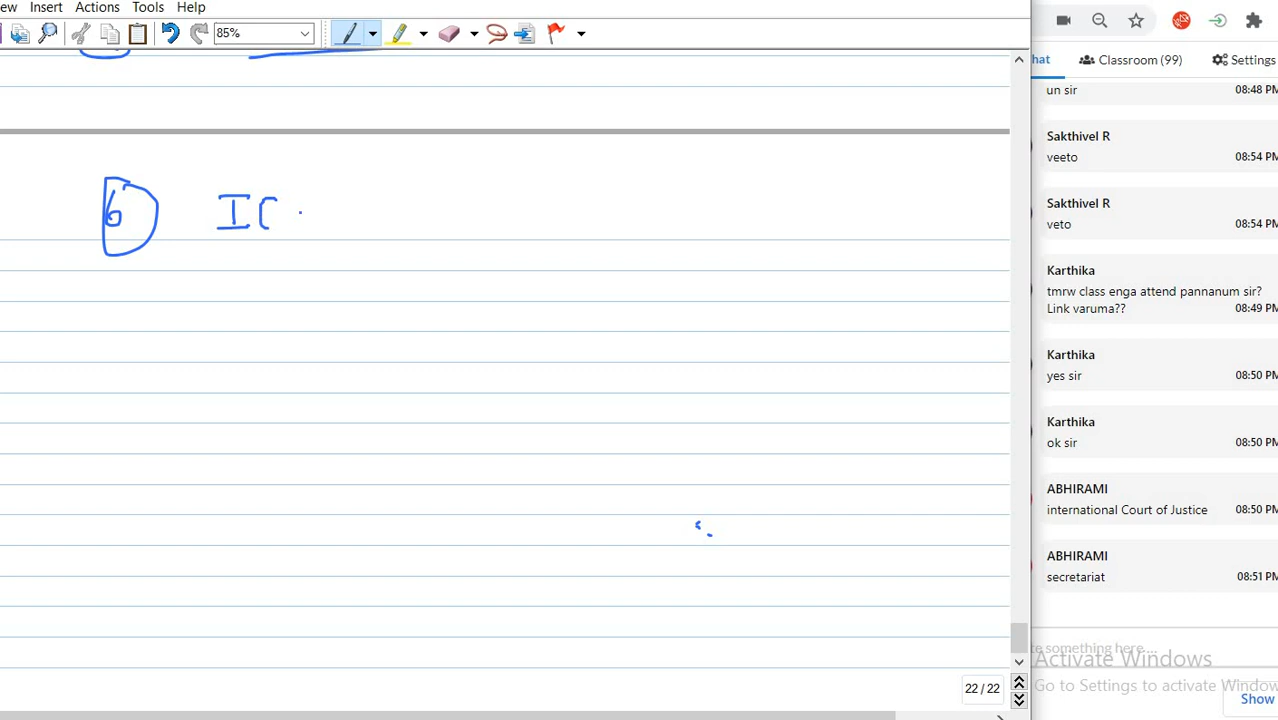 ew Insert Actions Tools Help
85%
6 IC
22 / 22
hat Classroom (99) Settings
un sir 08:48 PM
Sakthivel R
veeto 08:54 PM
Sakthivel R
veto 08:54 PM
Karthika
tmrw class enga attend pannanum sir?
Link varuma?? 08:49 PM
Karthika
yes sir 08:50 PM
Karthika
ok sir 08:50 PM
ABHIRAMI
international Court of Justice 08:50 PM
ABHIRAMI
secretariat 08:51 PM
te something here...
Activate Windows
Go to Settings to activate Window
Show